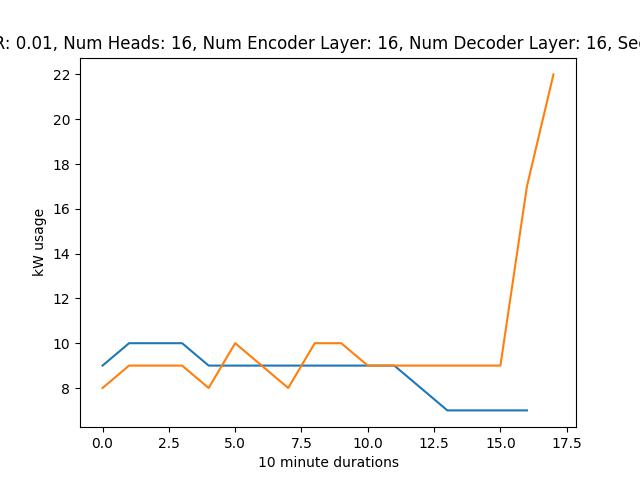 : 0.01, Num Heads: 16, Num Encoder Layer: 16, Num Decoder Layer: 16,
kW usage
22
20
18
16
14
12
10
8
0.0 2.5 5.0 7.5 10.0 12.5 15.0 17.5
10 minute durations